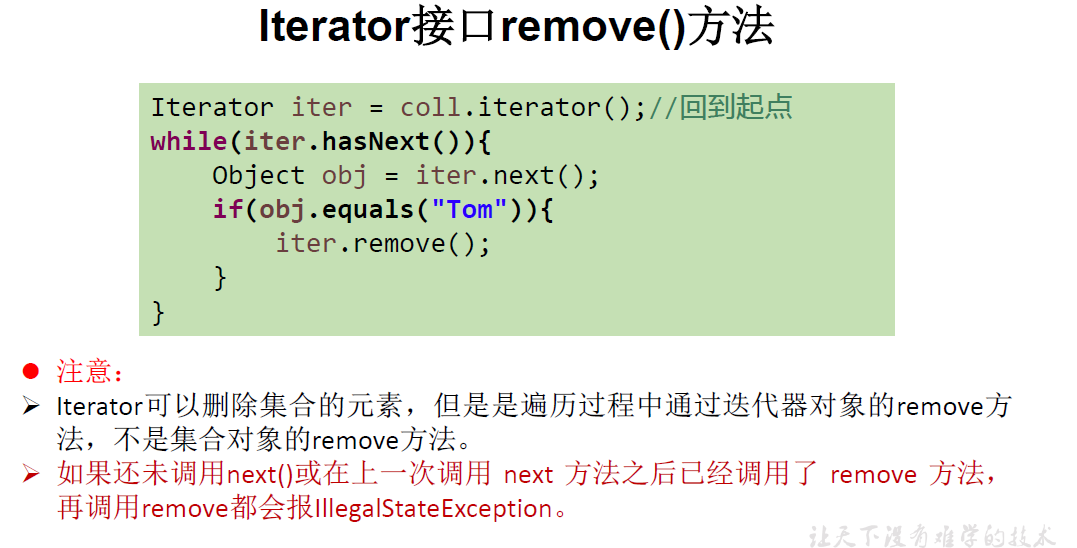 Iterator接口remove()方法
Iterator iter = coll.iterator();//回到起点
while(iter.hasNext()){
    Object obj = iter.next();
    if(obj.equals("Tom")){
        iter.remove();
    }
}
● 注意：
➢ Iterator可以删除集合的元素，但是是遍历过程中通过迭代器对象的remove方
法，不是集合对象的remove方法。
➢ 如果还未调用next()或在上一次调用 next 方法之后已经调用了 remove 方法，
再调用remove都会报IllegalStateException。
让天下没有难学的技术